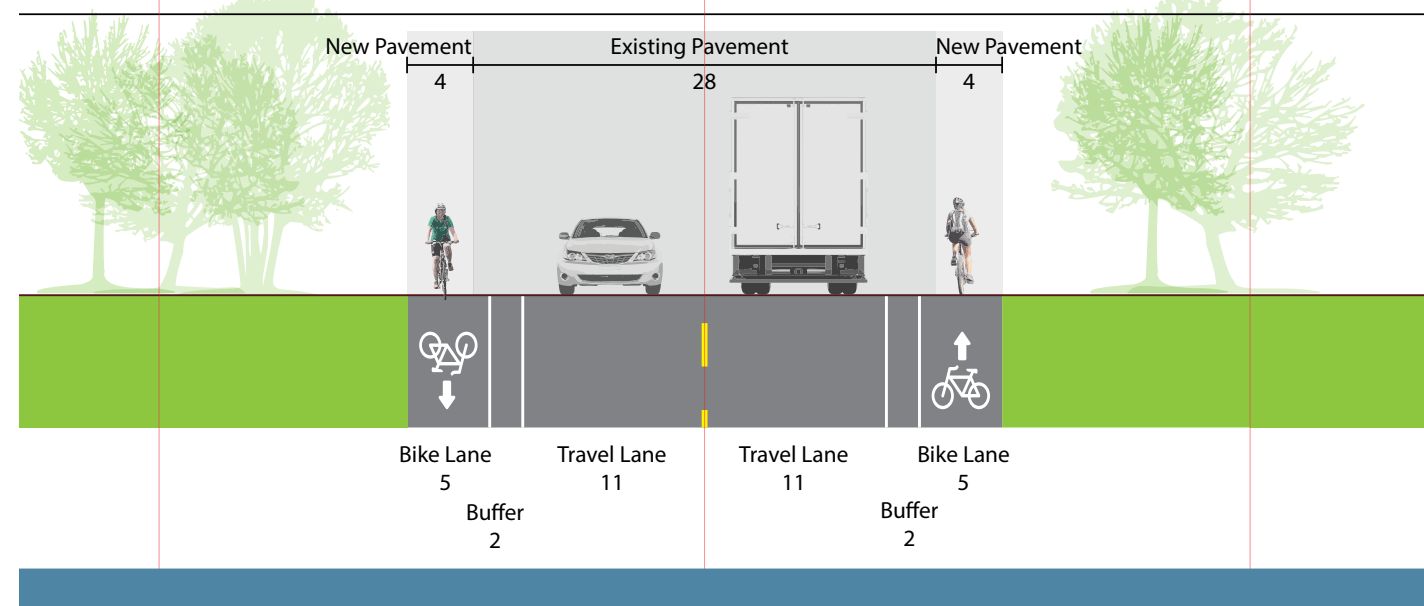 New Pavement Existing Pavement New Pavement
4 28 4
Bike Lane Travel Lane Travel Lane Bike Lane
5 11 11 5
Buffer Buffer
2 2